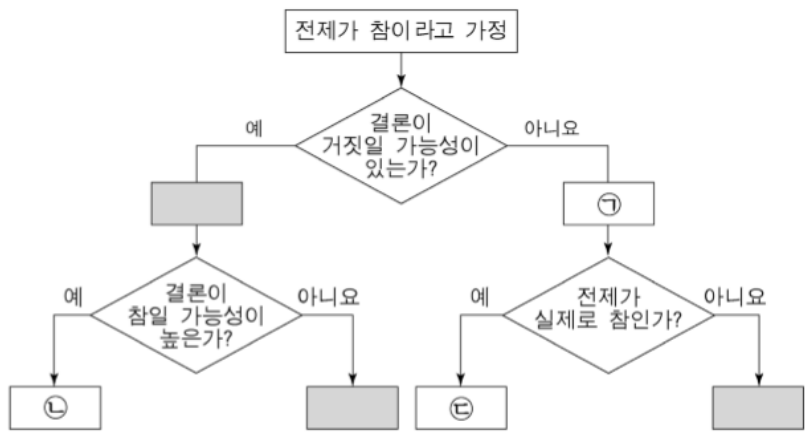 전제가 참이라고 가정
결론이
거짓일 가능성이
있는가?
예
아니요
㉠
결론이
참일 가능성이
높은가?
예
아니요
전제가
실제로 참인가?
예
아니요
㉡
㉢